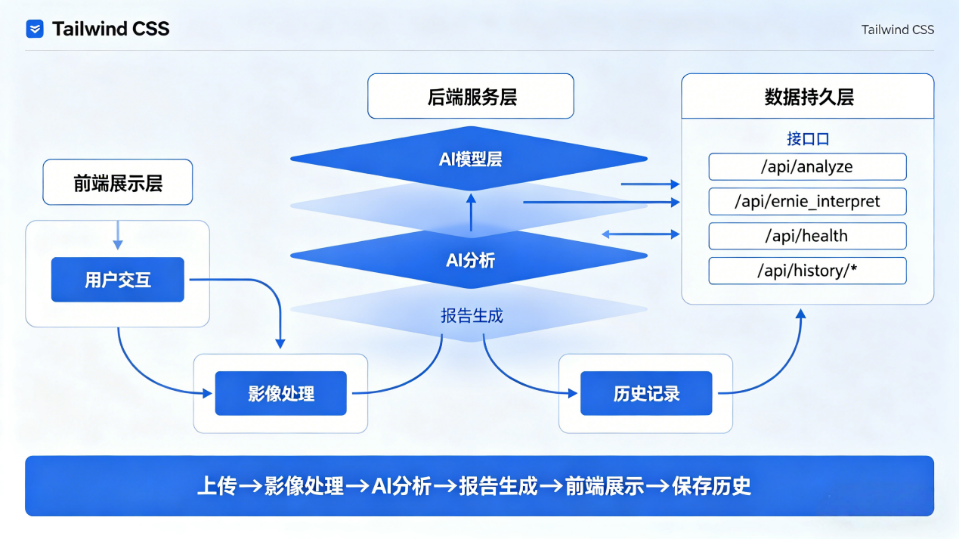 Tailwind CSS
Tailwind CSS
前端展示层
用户交互
影像处理
后端服务层
AI模型层
AI分析
报告生成
历史记录
数据持久层
接口口
/api/analyze
/api/ernie_interpret
/api/health
/api/history/*
上传→影像处理→AI分析→报告生成→前端展示→保存历史